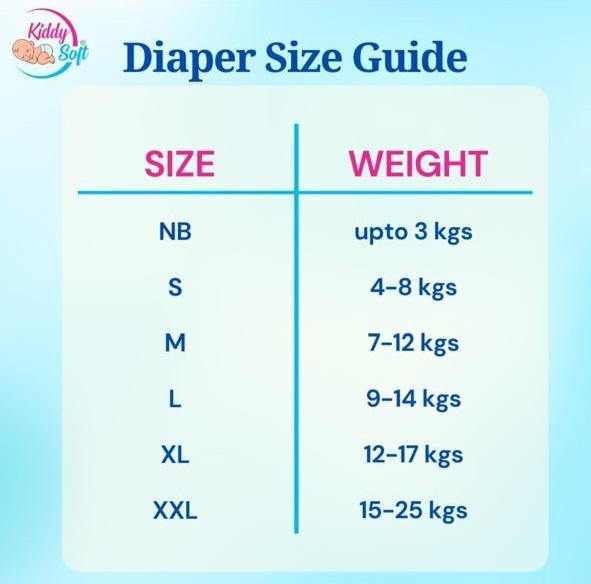 Kiddy
Soft
Diaper Size Guide
SIZE WEIGHT
NB upto 3 kgs
S 4-8 kgs
M 7-12 kgs
L 9-14 kgs
XL 12-17 kgs
XXL 15-25 kgs